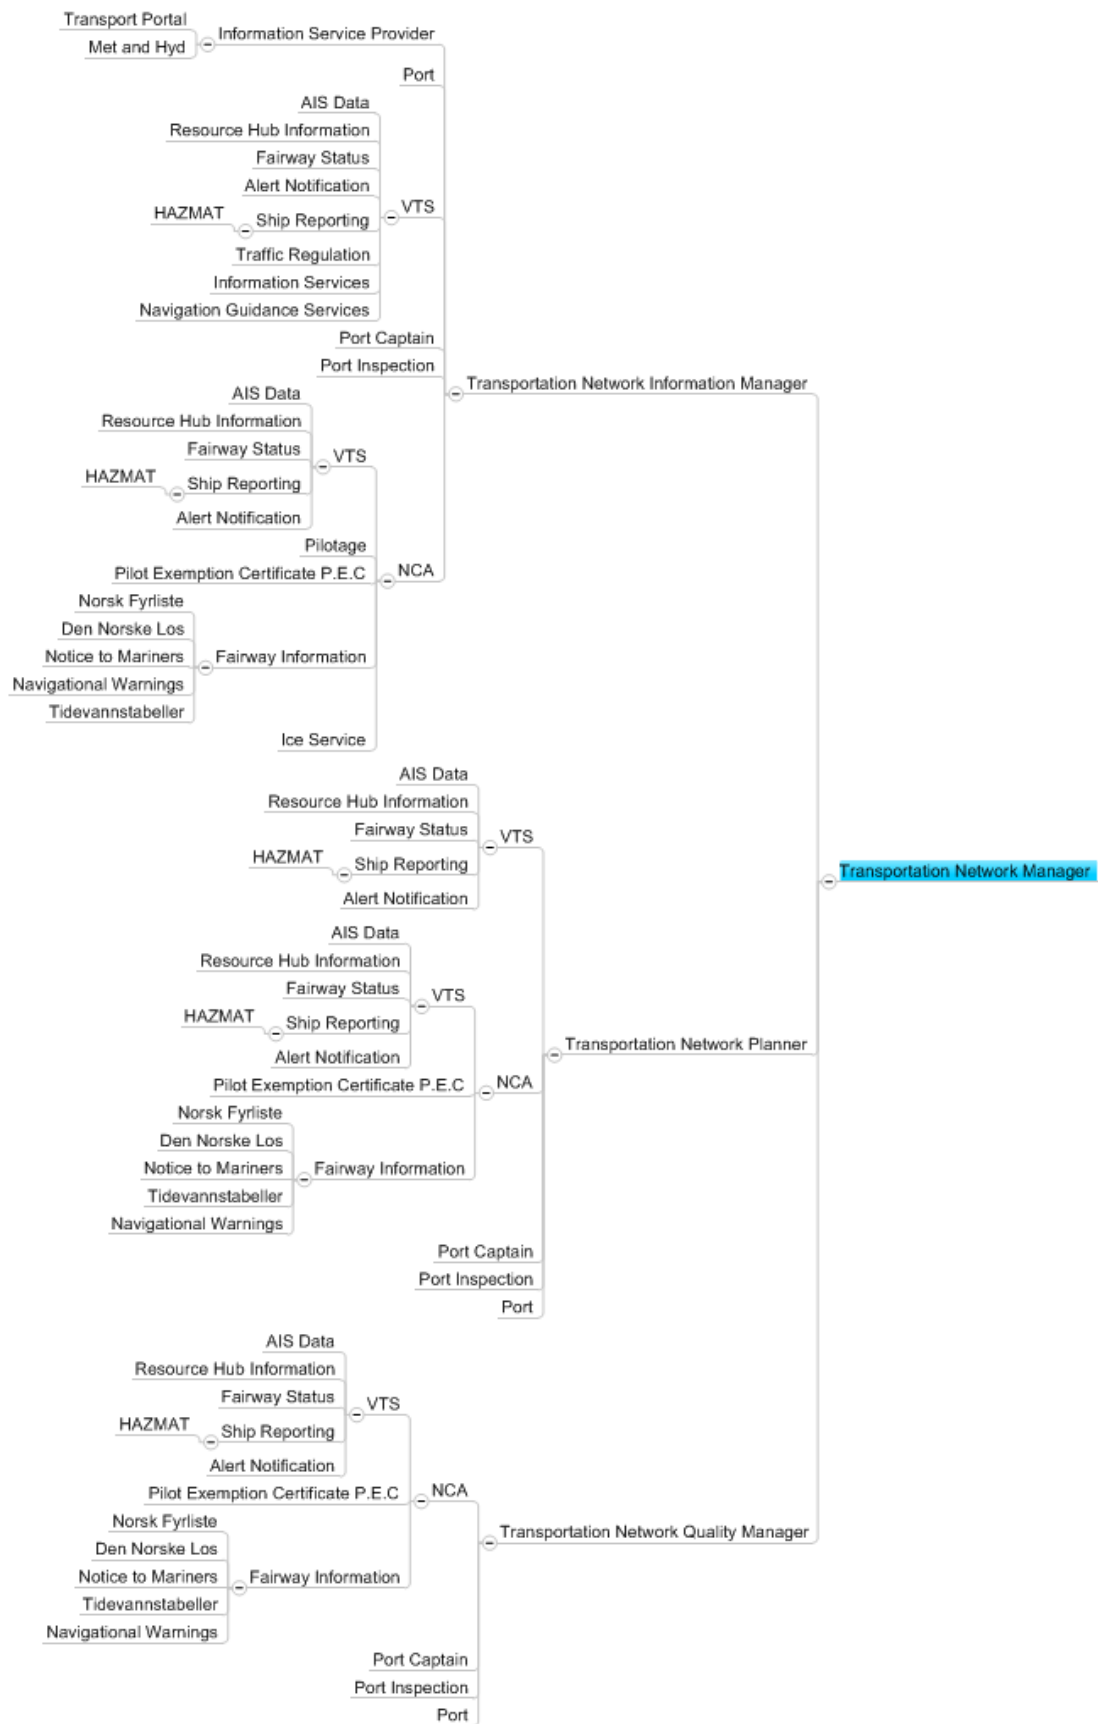 Transport Portal
Met and Hyd
Information Service Provider
Port
AIS Data
Resource Hub Information
Fairway Status
Alert Notification
HAZMAT
Ship Reporting
VTS
Traffic Regulation
Information Services
Navigation Guidance Services
Port Captain
Port Inspection
Transportation Network Information Manager
AIS Data
Resource Hub Information
Fairway Status
VTS
HAZMAT
Ship Reporting
Alert Notification
Pilotage
Pilot Exemption Certificate P.E.C
NCA
Norsk Fyrliste
Den Norske Los
Notice to Mariners
Fairway Information
Navigational Warnings
Tidevannstabeller
Ice Service
AIS Data
Resource Hub Information
Fairway Status
VTS
HAZMAT
Ship Reporting
Alert Notification
Transportation Network Manager
AIS Data
Resource Hub Information
Fairway Status
VTS
HAZMAT
Ship Reporting
Alert Notification
Transportation Network Planner
Pilot Exemption Certificate P.E.C
NCA
Norsk Fyrliste
Den Norske Los
Notice to Mariners
Fairway Information
Tidevannstabeller
Navigational Warnings
Port Captain
Port Inspection
Port
AIS Data
Resource Hub Information
Fairway Status
VTS
HAZMAT
Ship Reporting
Alert Notification
Pilot Exemption Certificate P.E.C
NCA
Norsk Fyrliste
Transportation Network Quality Manager
Den Norske Los
Notice to Mariners
Fairway Information
Tidevannstabeller
Navigational Warnings
Port Captain
Port Inspection
Port